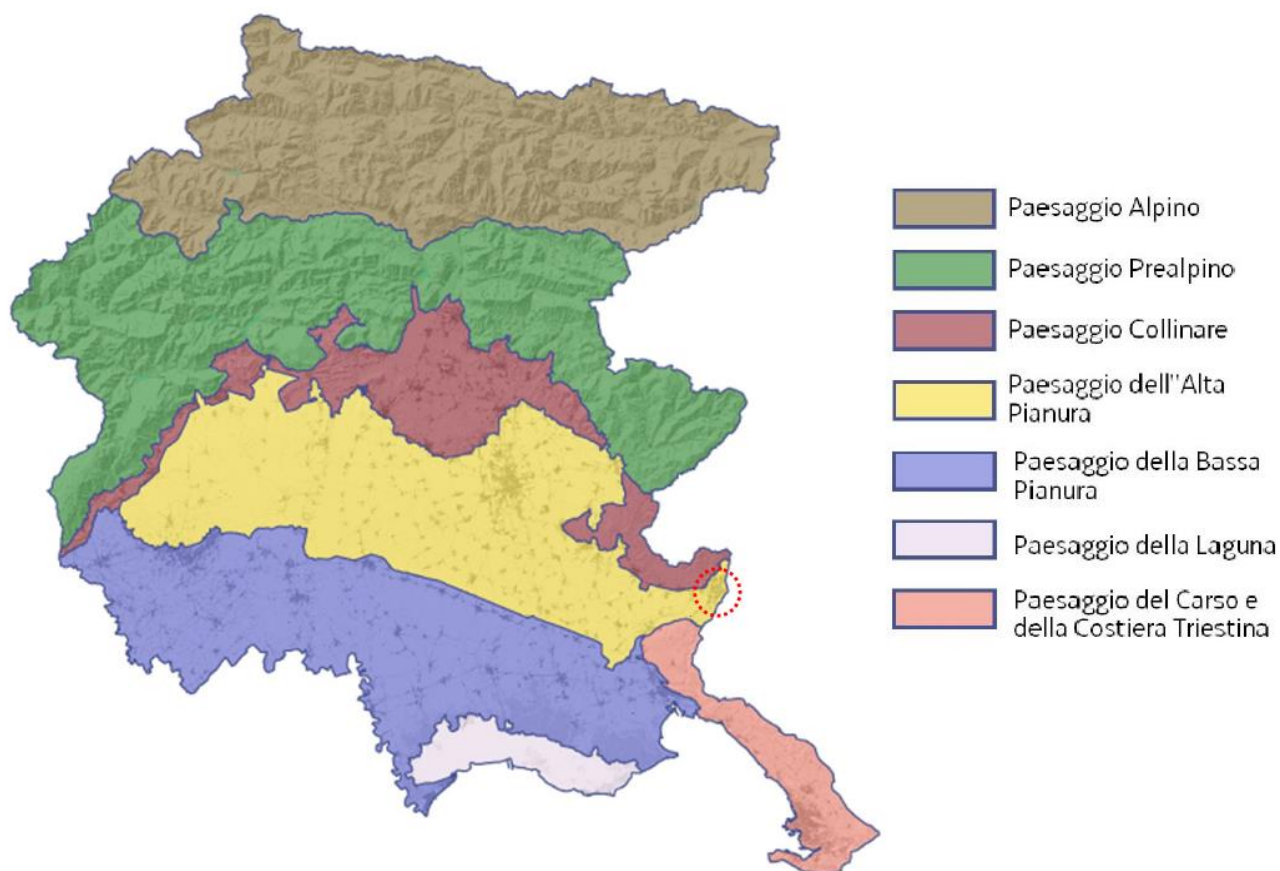 Paesaggio Alpino
Paesaggio Prealpino
Paesaggio Collinare
Paesaggio dell''Alta
Pianura
Paesaggio della Bassa
Pianura
Paesaggio della Laguna
Paesaggio del Carso e
della Costiera Triestina